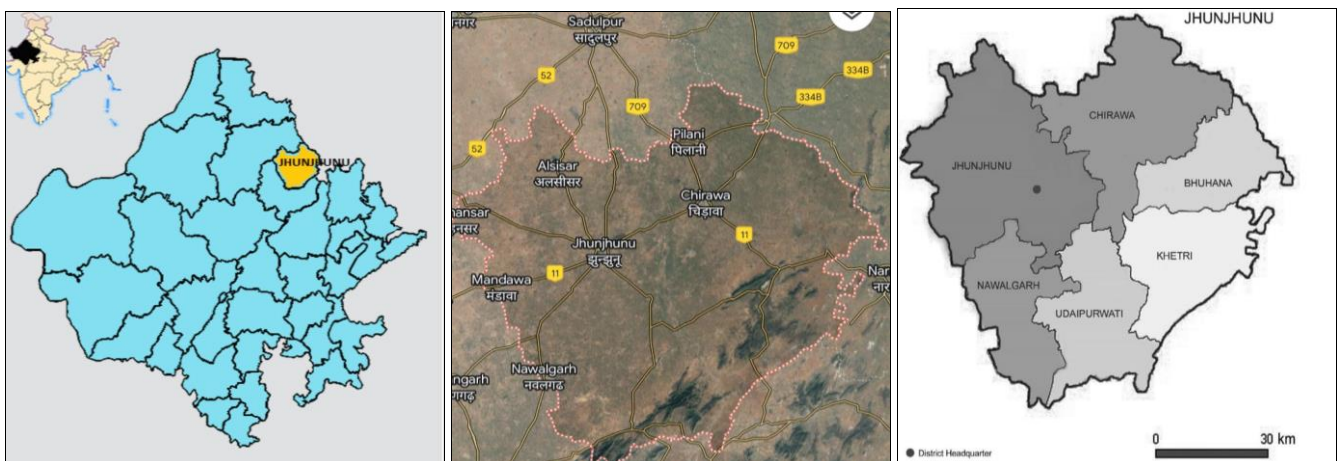 JHUNJHUNU
नगर
Sadulpur
सादुलपुर
709
52
334B
709
334B
52
Pilani
पिलानी
Alsisar
अलसीसर
Chirawa
चिड़ावा
11
Jhunjhunu
झुन्झुनू
11
Mandawa
मंडावा
Nawalgarh
नवलगढ
JHUNJHUNU
CHIRAWA
JHUNJHUNU
BHUHANA
KHETRI
NAWALGARH
UDAIPURWATI
0 30 km
District Headquarter